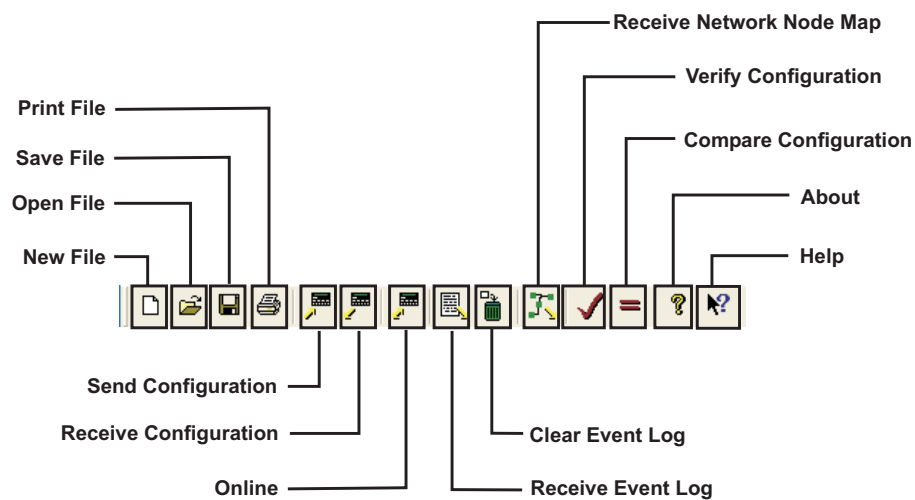 Receive Network Node Map
Verify Configuration
Print File
Compare Configuration
Save File
Open File
About
New File
Help
Send Configuration
Receive Configuration
Clear Event Log
Online
Receive Event Log